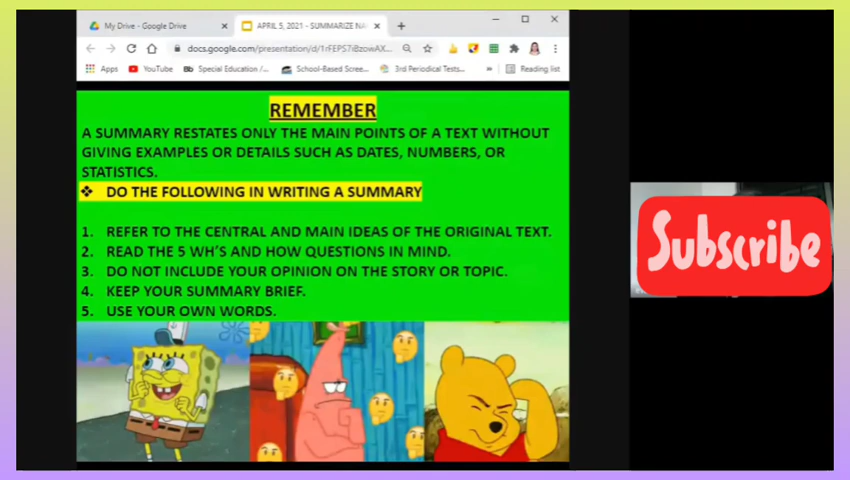 My Drive - Google Drive
APRIL 5, 2021 - SUMMARIZE NA
docs.google.com/presentation/d/1rFEPS7iBzowAX...
Apps YouTube Bb Special Education /... School-Based Scree... 3rd Periodical Tests... » Reading list
REMEMBER
A SUMMARY RESTATES ONLY THE MAIN POINTS OF A TEXT WITHOUT
GIVING EXAMPLES OR DETAILS SUCH AS DATES, NUMBERS, OR
STATISTICS.
❖ DO THE FOLLOWING IN WRITING A SUMMARY
1. REFER TO THE CENTRAL AND MAIN IDEAS OF THE ORIGINAL TEXT.
2. READ THE 5 WH'S AND HOW QUESTIONS IN MIND.
3. DO NOT INCLUDE YOUR OPINION ON THE STORY OR TOPIC.
4. KEEP YOUR SUMMARY BRIEF.
5. USE YOUR OWN WORDS.
Subscribe